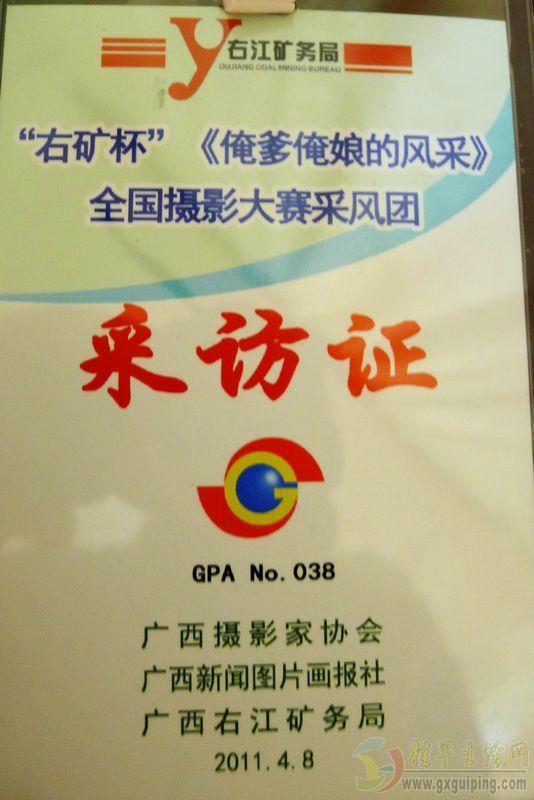 右江矿务局
YOUJIANG COAL MINING BUREAU
“右矿杯” 《俺爹俺娘的风采》
全国摄影大赛采风团
采访证
GPA No.038
广西摄影家协会
广西新闻图片画报社
广西右江矿务局
2011.4.8
桂平生活网
www.gxguiping.com